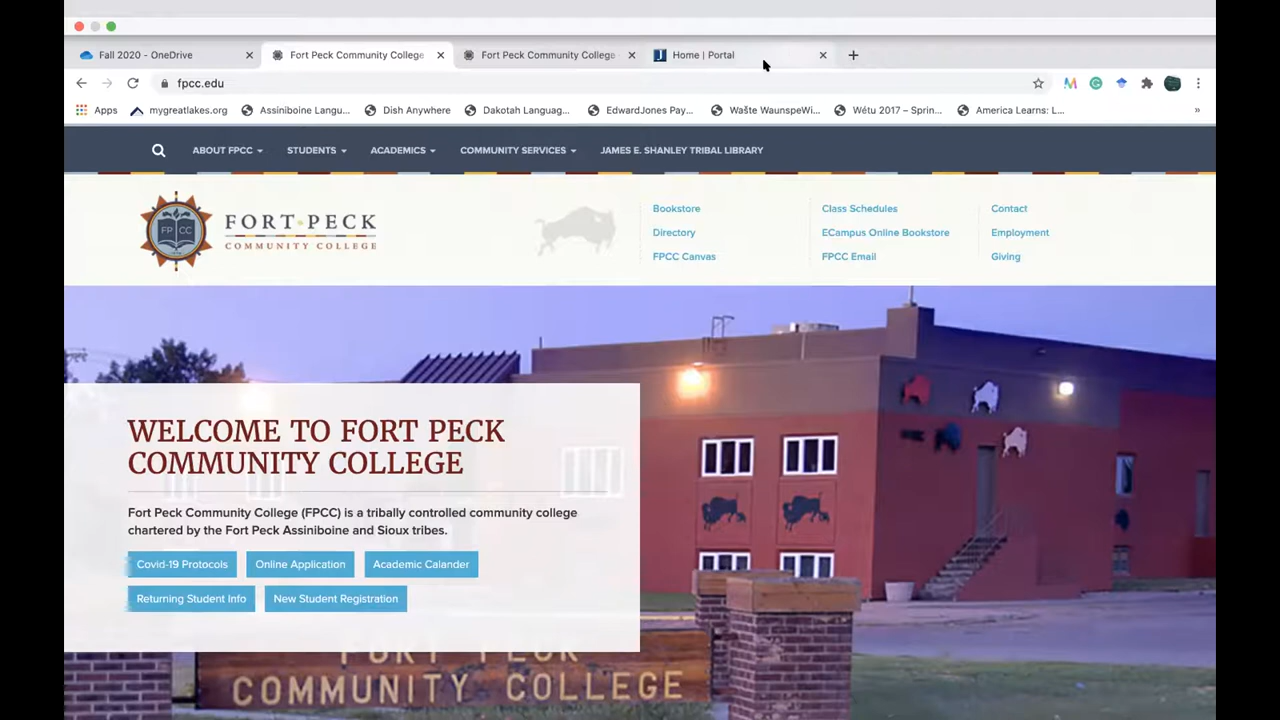 Fall 2020 - OneDrive
Fort Peck Community College
Fort Peck Community College
Home | Portal
fpcc.edu
Apps
mygreatlakes.org
Assiniboine Langu...
Dish Anywhere
Dakotah Languag...
EdwardJones Pay...
Wašte WaunspeWi...
Wétu 2017 – Sprin...
America Learns: L...
»
ABOUT FPCC
STUDENTS
ACADEMICS
COMMUNITY SERVICES
JAMES E. SHANLEY TRIBAL LIBRARY
FP CC
FORT PECK
COMMUNITY COLLEGE
Bookstore
Directory
FPCC Canvas
Class Schedules
ECampus Online Bookstore
FPCC Email
Contact
Employment
Giving
WELCOME TO FORT PECK
COMMUNITY COLLEGE
Fort Peck Community College (FPCC) is a tribally controlled community college
chartered by the Fort Peck Assiniboine and Sioux tribes.
Covid-19 Protocols
Online Application
Academic Calander
Returning Student Info
New Student Registration
FORT PECK
COMMUNITY COLLEGE